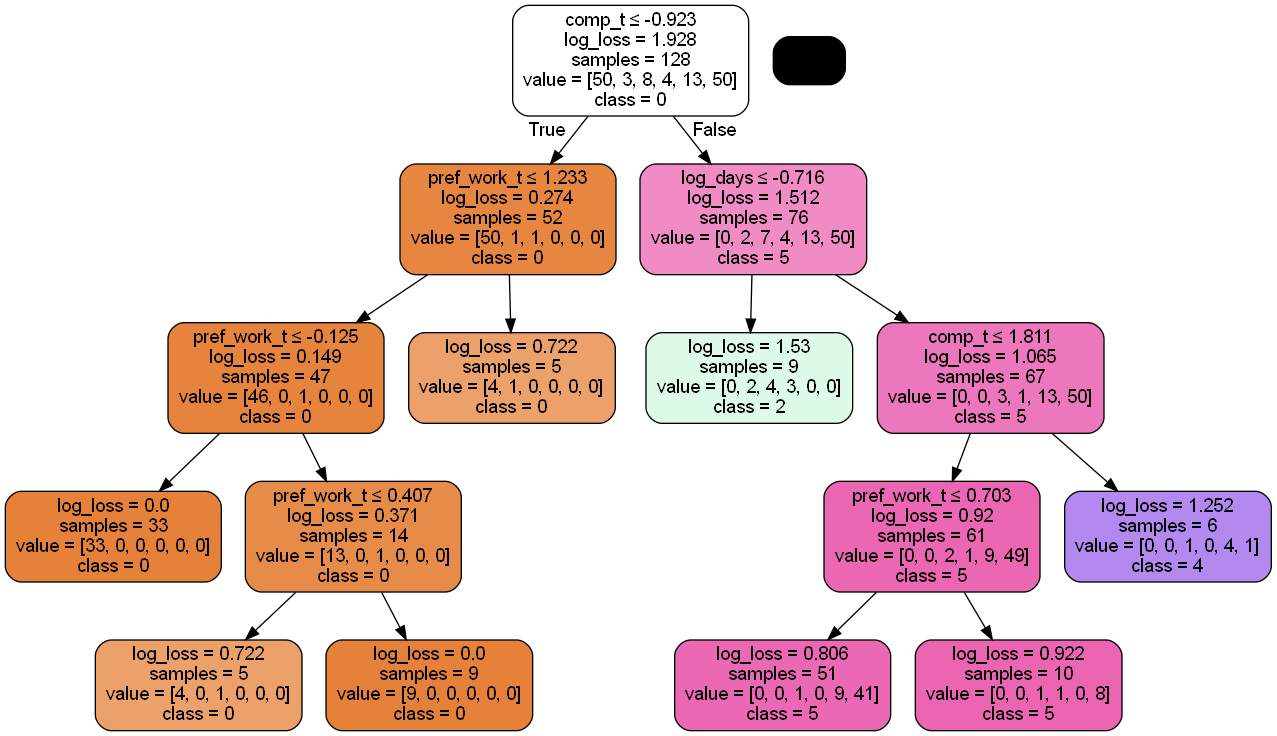 comp_t ≤ -0.923
log_loss = 1.928
samples = 128
value = [50, 3, 8, 4, 13, 50]
class = 0
True
False
pref_work_t ≤ 1.233
log_loss = 0.274
samples = 52
value = [50, 1, 1, 0, 0, 0]
class = 0
log_days ≤ -0.716
log_loss = 1.512
samples = 76
value = [0, 2, 7, 4, 13, 50]
class = 5
pref_work_t ≤ -0.125
log_loss = 0.149
samples = 47
value = [46, 0, 1, 0, 0, 0]
class = 0
log_loss = 0.722
samples = 5
value = [4, 1, 0, 0, 0, 0]
class = 0
log_loss = 1.53
samples = 9
value = [0, 2, 4, 3, 0, 0]
class = 2
comp_t ≤ 1.811
log_loss = 1.065
samples = 67
value = [0, 0, 3, 1, 13, 50]
class = 5
log_loss = 0.0
samples = 33
value = [33, 0, 0, 0, 0, 0]
class = 0
pref_work_t ≤ 0.407
log_loss = 0.371
samples = 14
value = [13, 0, 1, 0, 0, 0]
class = 0
pref_work_t ≤ 0.703
log_loss = 0.92
samples = 61
value = [0, 0, 2, 1, 9, 49]
class = 5
log_loss = 1.252
samples = 6
value = [0, 0, 1, 0, 4, 1]
class = 4
log_loss = 0.722
samples = 5
value = [4, 0, 1, 0, 0, 0]
class = 0
log_loss = 0.0
samples = 9
value = [9, 0, 0, 0, 0, 0]
class = 0
log_loss = 0.806
samples = 51
value = [0, 0, 1, 0, 9, 41]
class = 5
log_loss = 0.922
samples = 10
value = [0, 0, 1, 1, 0, 8]
class = 5